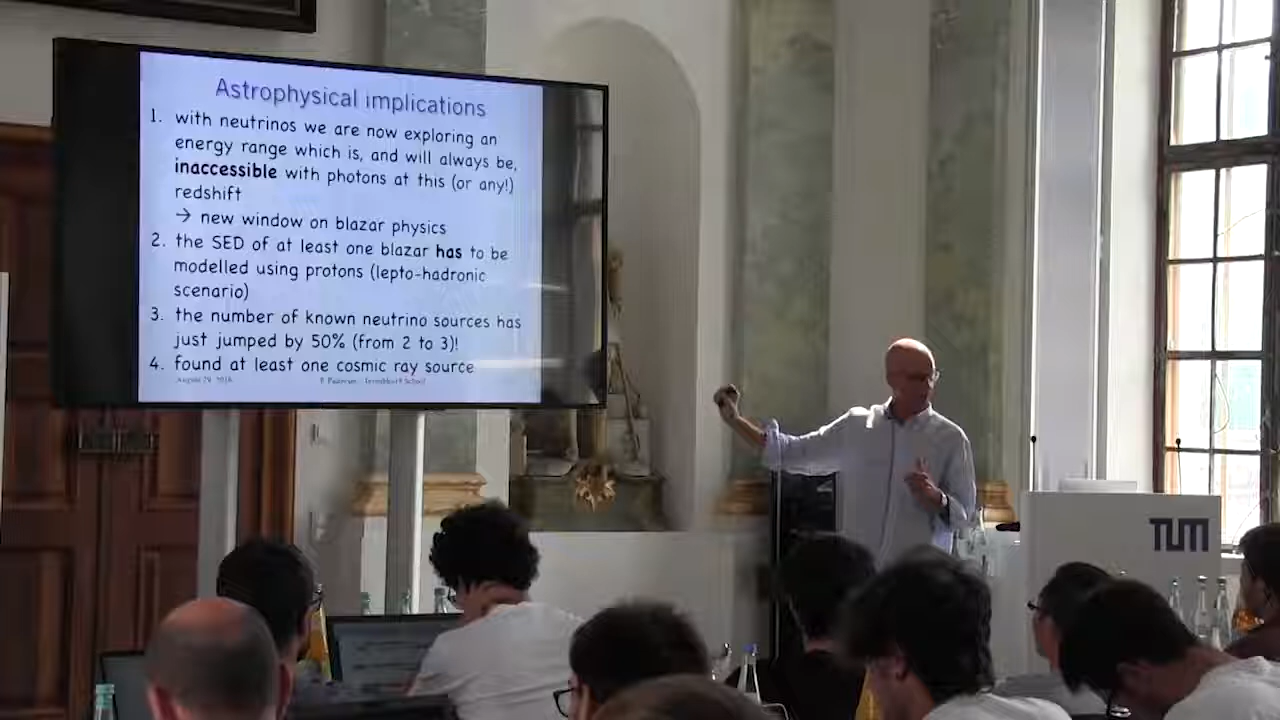 Astrophysical implications
1. with neutrinos we are now exploring an
energy range which is, and will always be,
inaccessible with photons at this (or any!)
redshift
→ new window on blazar physics
2. the SED of at least one blazar has to be
modelled using protons (lepto-hadronic
scenario)
3. the number of known neutrino sources has
just jumped by 50% (from 2 to 3)!
4. found at least one cosmic ray source
TUM